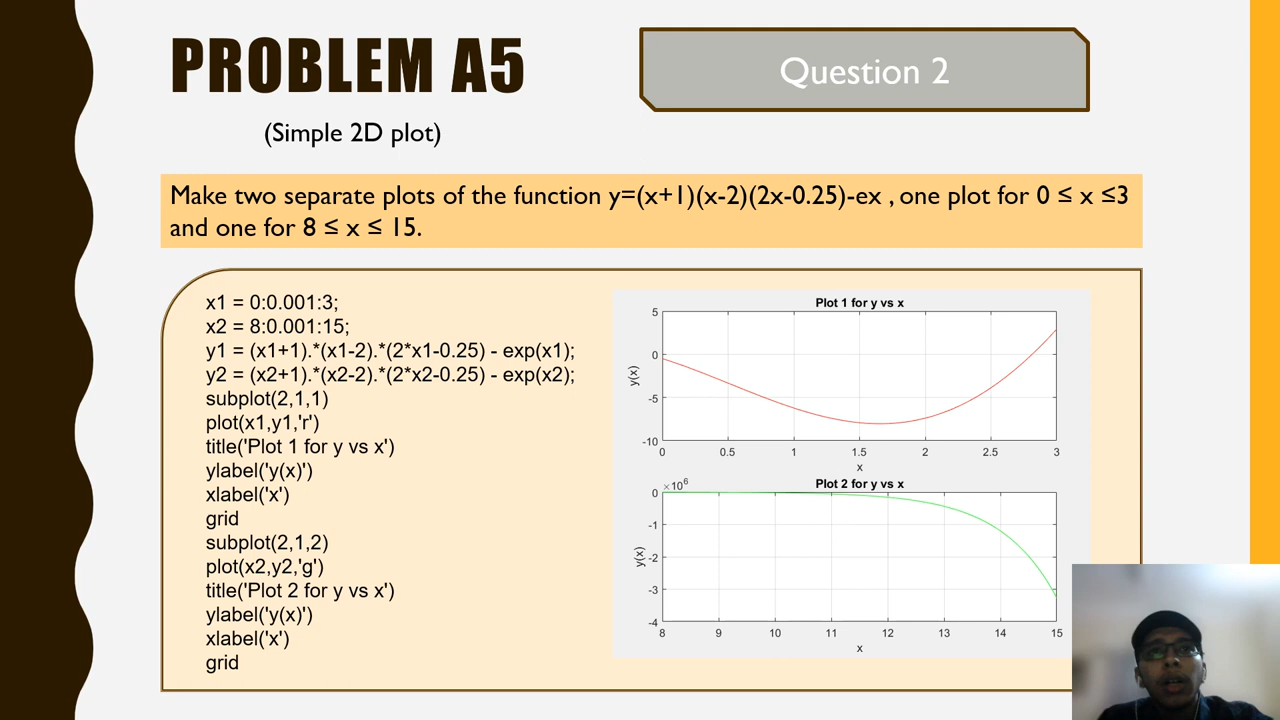 PROBLEM A5
Question 2
(Simple 2D plot)
Make two separate plots of the function y=(x+1)(x-2)(2x-0.25)-ex , one plot for 0 ≤ x ≤3
and one for 8 ≤ x ≤ 15.
x1 = 0:0.001:3;
x2 = 8:0.001:15;
y1 = (x1+1).*(x1-2).*(2*x1-0.25) - exp(x1);
y2 = (x2+1).*(x2-2).*(2*x2-0.25) - exp(x2);
subplot(2,1,1)
plot(x1,y1,'r')
title('Plot 1 for y vs x')
ylabel('y(x)')
xlabel('x')
grid
subplot(2,1,2)
plot(x2,y2,'g')
title('Plot 2 for y vs x')
ylabel('y(x)')
xlabel('x')
grid
Plot 1 for y vs x
5
0
-5
-10
y(x)
0 0.5 1 1.5 2 2.5 3
x
Plot 2 for y vs x
×10^6
0
-1
-2
-3
-4
y(x)
8 9 10 11 12 13 14 15
x